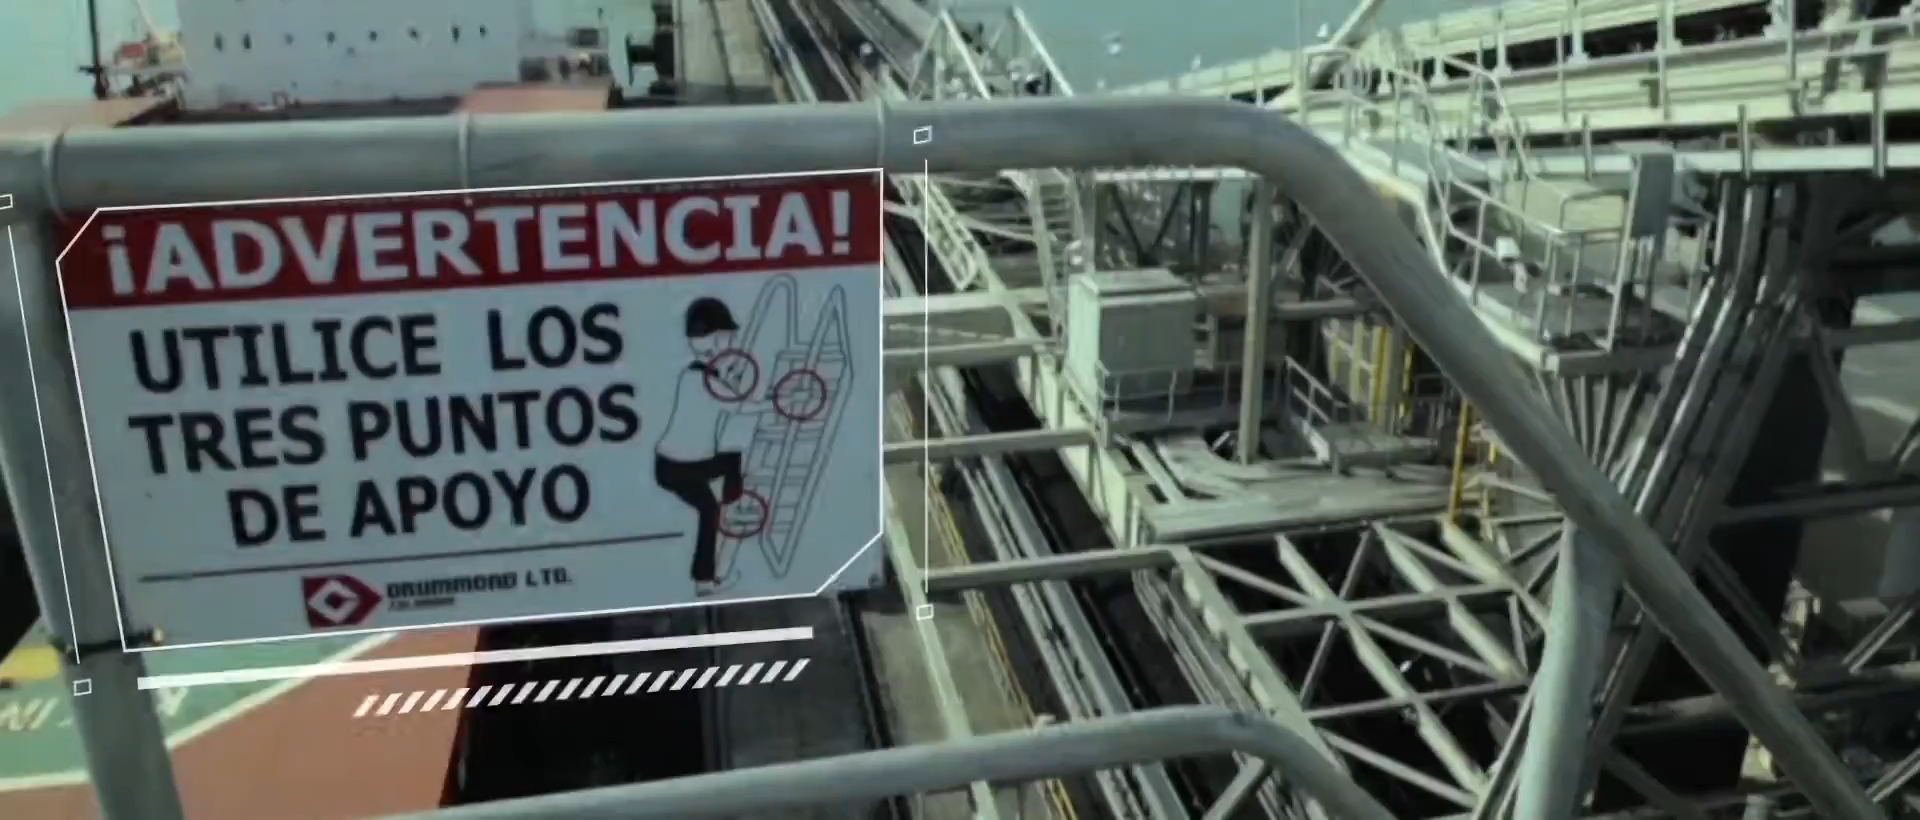 ¡ADVERTENCIA!
UTILICE LOS
TRES PUNTOS
DE APOYO
DRUMMOND LTD.